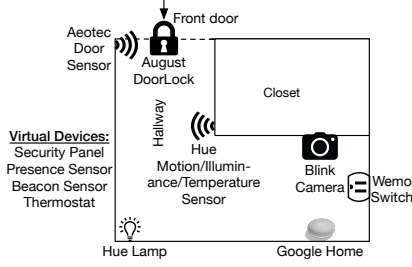 Front door
Aeotec
Door
Sensor
August
DoorLock
Closet
Hallway
Hue
Motion/Illumin-
ance/Temperature
Sensor
Virtual Devices:
Security Panel
Presence Sensor
Beacon Sensor
Thermostat
Blink
Camera
Wemo
Switch
Hue Lamp
Google Home